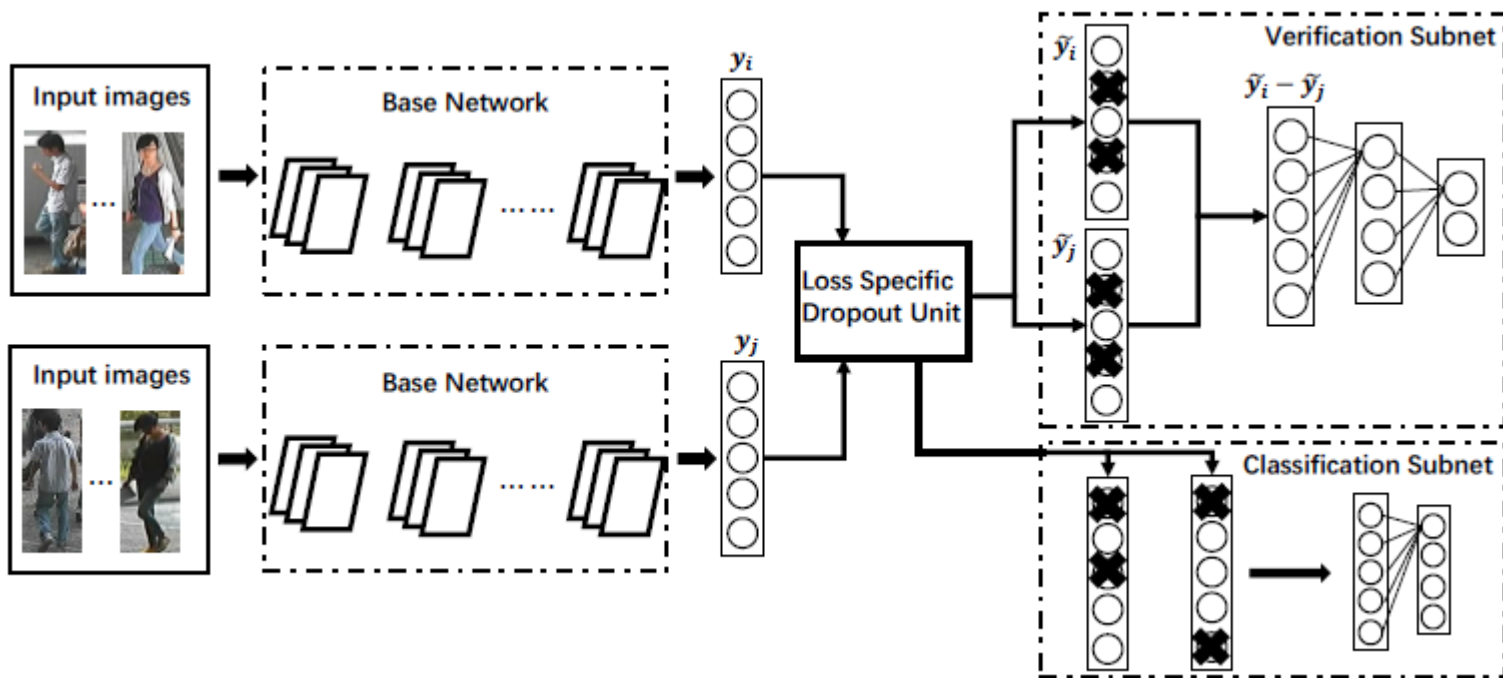 Input images
...
Base Network
... ...
y_i
Input images
...
Base Network
... ...
y_j
Loss Specific
Dropout Unit
Verification Subnet
ỹ_i
ỹ_j
ỹ_i − ỹ_j
Classification Subnet